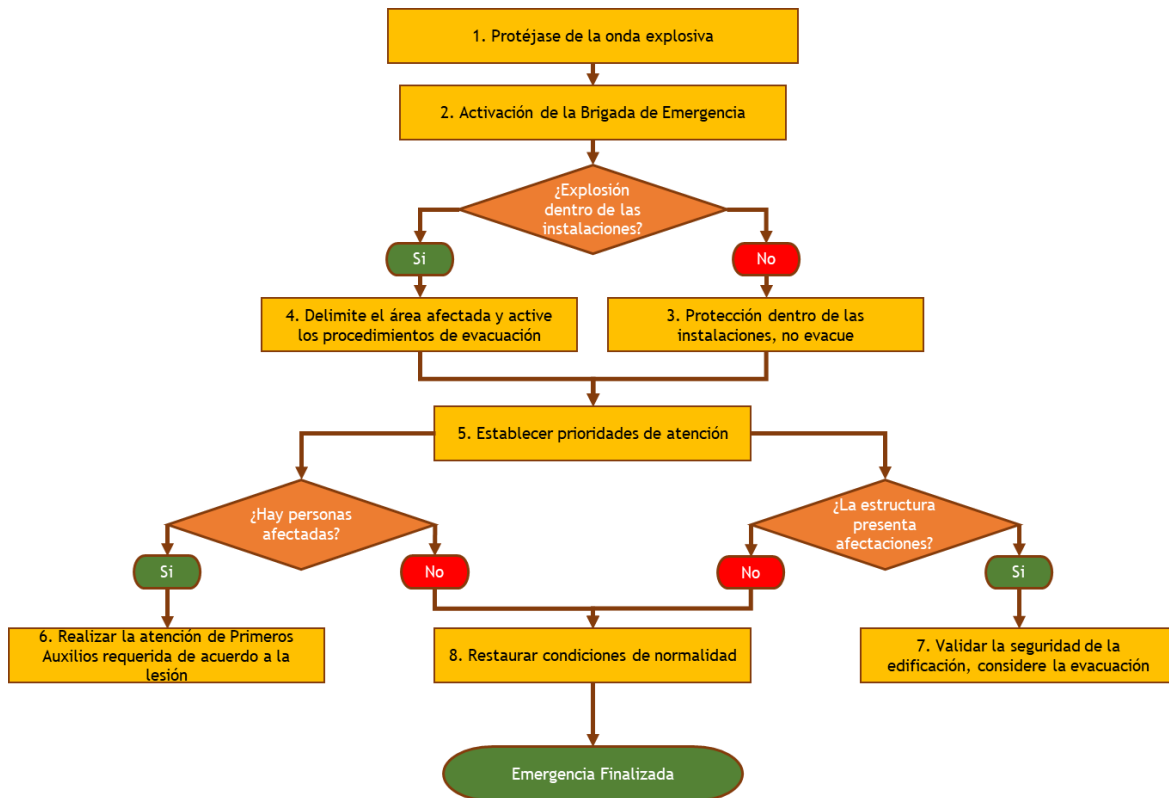 1. Protéjase de la onda explosiva
2. Activación de la Brigada de Emergencia
¿Explosión
dentro de las
instalaciones?
Si
No
4. Delimite el área afectada y active
los procedimientos de evacuación
3. Protección dentro de las
instalaciones, no evacue
5. Establecer prioridades de atención
¿Hay personas
afectadas?
¿La estructura
presenta
afectaciones?
Si
No
No
Si
6. Realizar la atención de Primeros
Auxilios requerida de acuerdo a la
lesión
8. Restaurar condiciones de normalidad
7. Validar la seguridad de la
edificación, considere la evacuación
Emergencia Finalizada